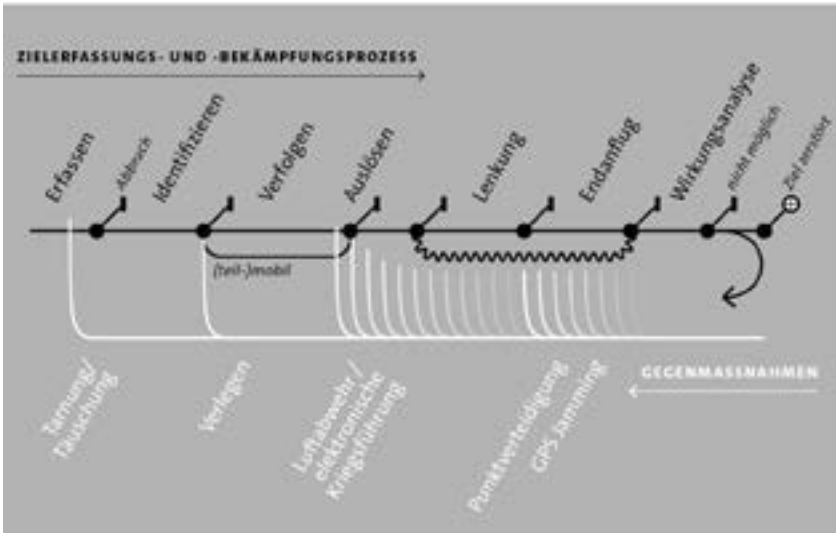 ZIELERFASSUNGS- UND -BEKÄMPFUNGSPROZESS
Erfassen
Abbruch
Identifizieren
Verfolgen
Auslösen
Lenkung
Endanflug
Wirkungsanalyse
nicht möglich
Ziel zerstört
(teil-)mobil
Tarnung/
Täuschung
Verlegen
Luftabwehr /
elektronische
Kriegsführung
Punktverteidigung
GPS Jamming
GEGENMASSNAHMEN